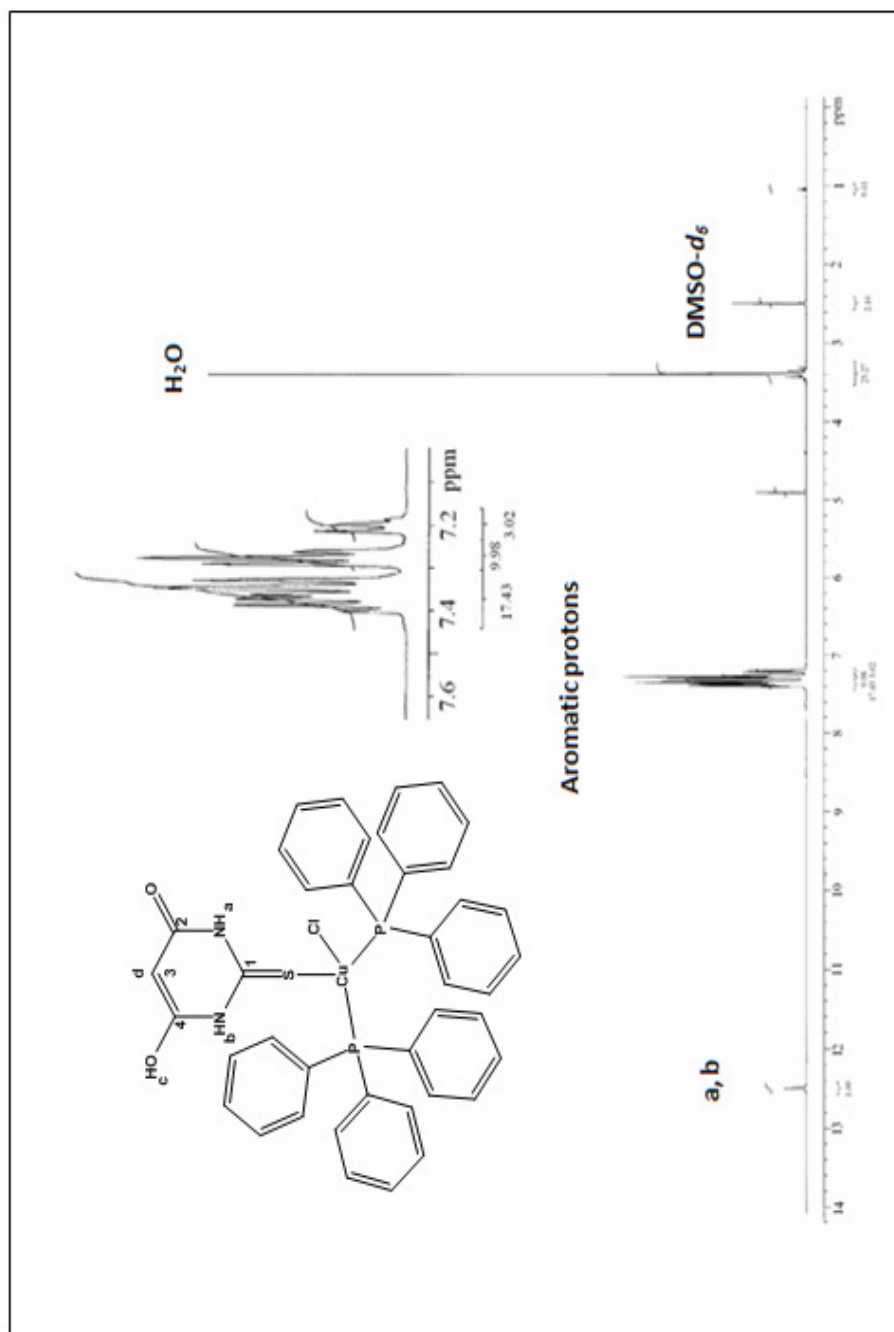 H₂O
DMSO-d₆
Aromatic protons
a, b
7.6 7.4 7.2 ppm
17.43 9.98 3.02
O
2
NH a
d
3
1
S
4
HN
b
HO
c
Cl
Cu
P
P
14 13 12 11 10 9 8 7 6 5 4 3 2 1 ppm